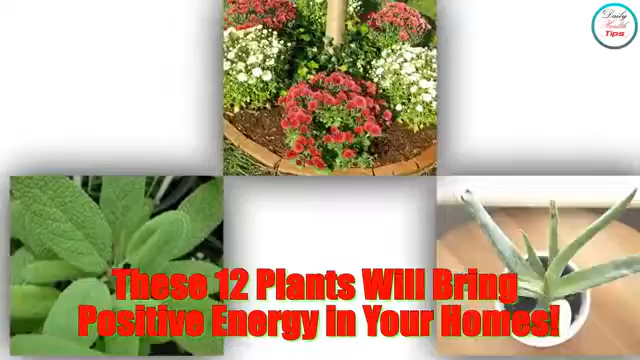 Daily
Health
Tips
These 12 Plants Will Bring
Positive Energy in Your Homes!